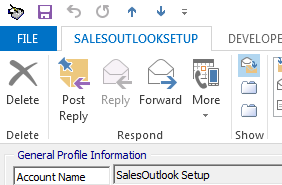 FILE SALESOUTLOOKSETUP DEVELOPE
Delete Post Reply Reply Forward More
Delete Respond Show
General Profile Information
Account Name SalesOutlook Setup